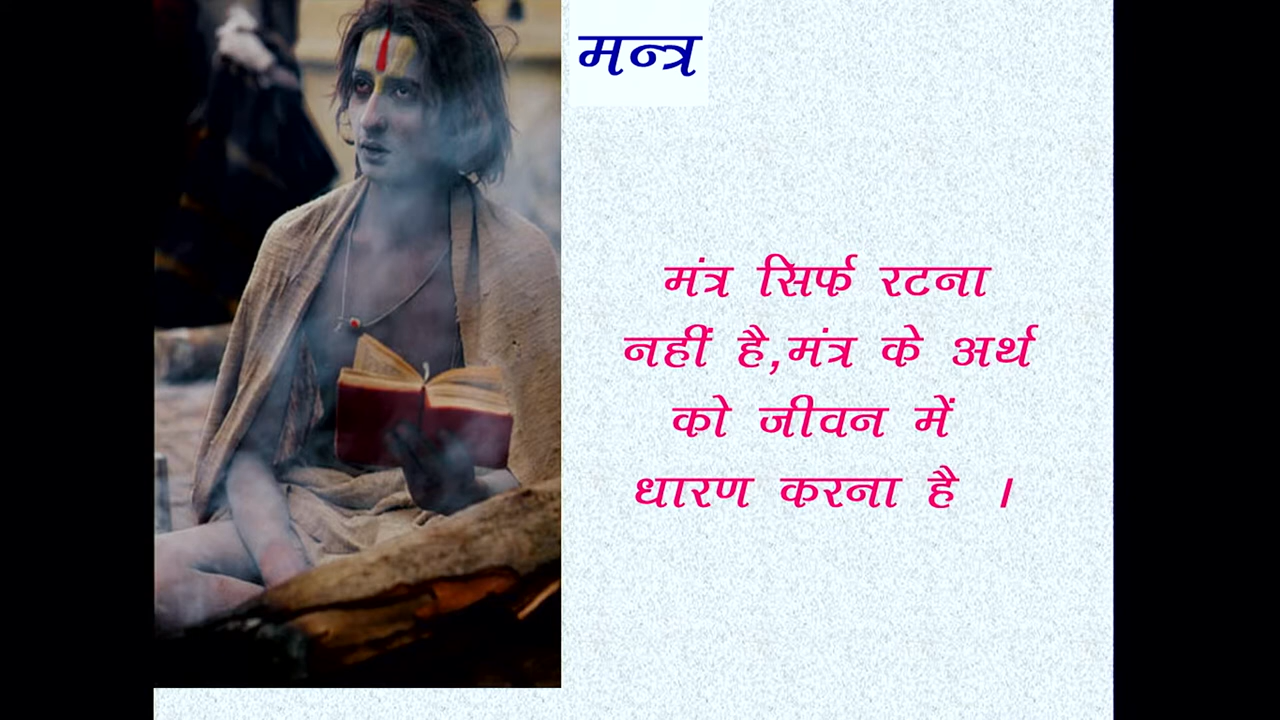 मन्त्र
मंत्र सिर्फ रटना
नहीं है,मंत्र के अर्थ
को जीवन में
धारण करना है ।